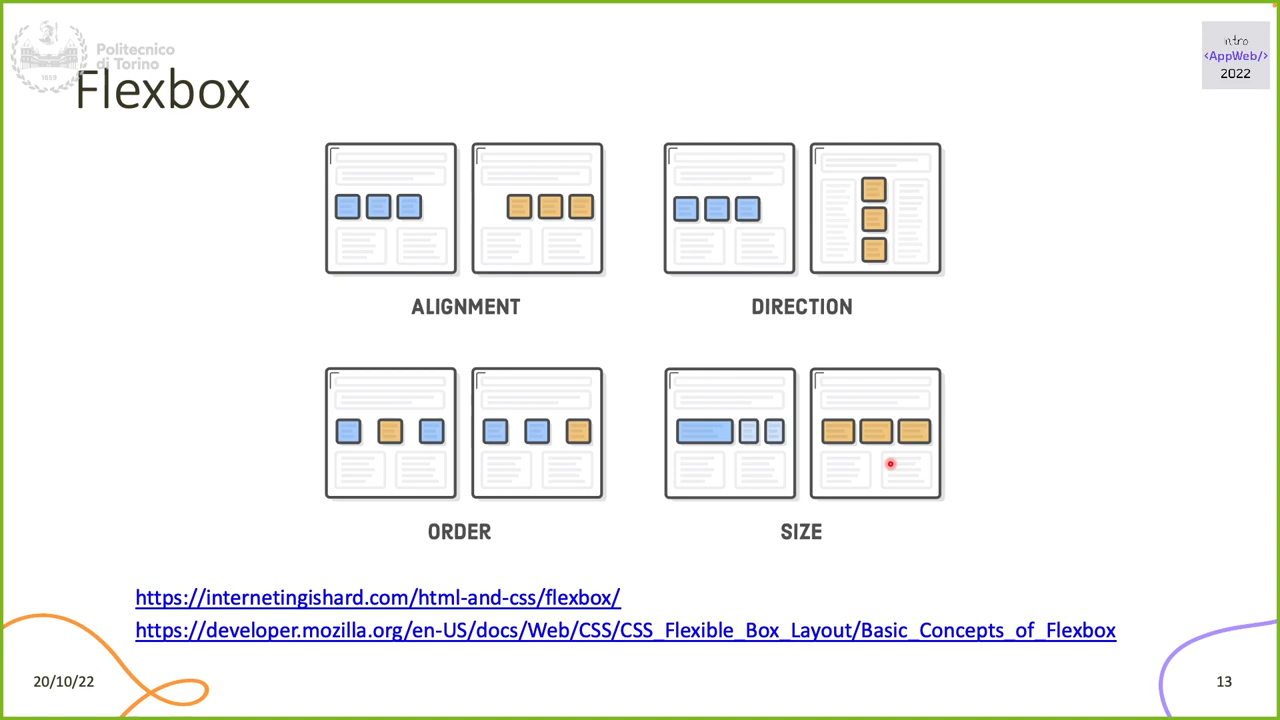 Politecnico
di Torino
1859
Flexbox
intro
<AppWeb/>
2022
ALIGNMENT
DIRECTION
ORDER
SIZE
https://internetingishard.com/html-and-css/flexbox/
https://developer.mozilla.org/en-US/docs/Web/CSS/CSS_Flexible_Box_Layout/Basic_Concepts_of_Flexbox
20/10/22
13